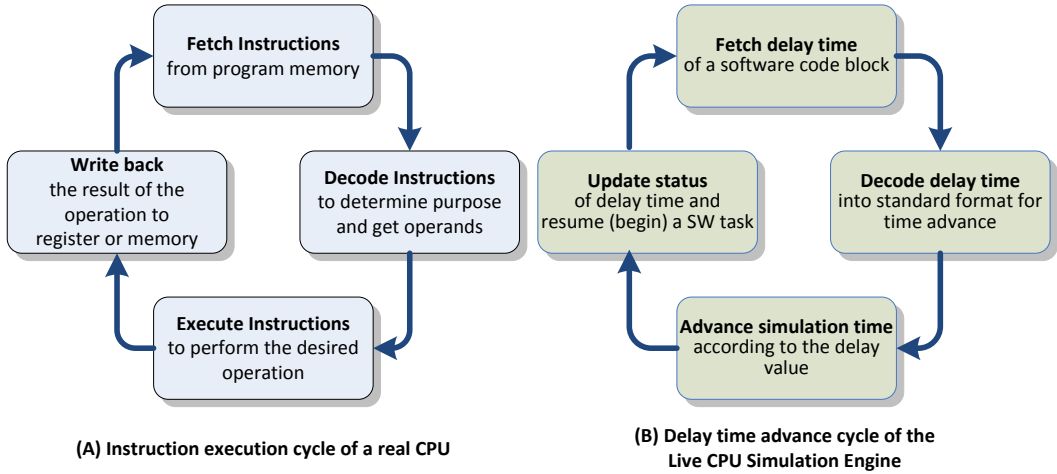 Fetch Instructions
from program memory
Decode Instructions
to determine purpose
and get operands
Execute Instructions
to perform the desired
operation
Write back
the result of the
operation to
register or memory
(A) Instruction execution cycle of a real CPU
Fetch delay time
of a software code block
Decode delay time
into standard format for
time advance
Advance simulation time
according to the delay
value
Update status
of delay time and
resume (begin) a SW task
(B) Delay time advance cycle of the
Live CPU Simulation Engine